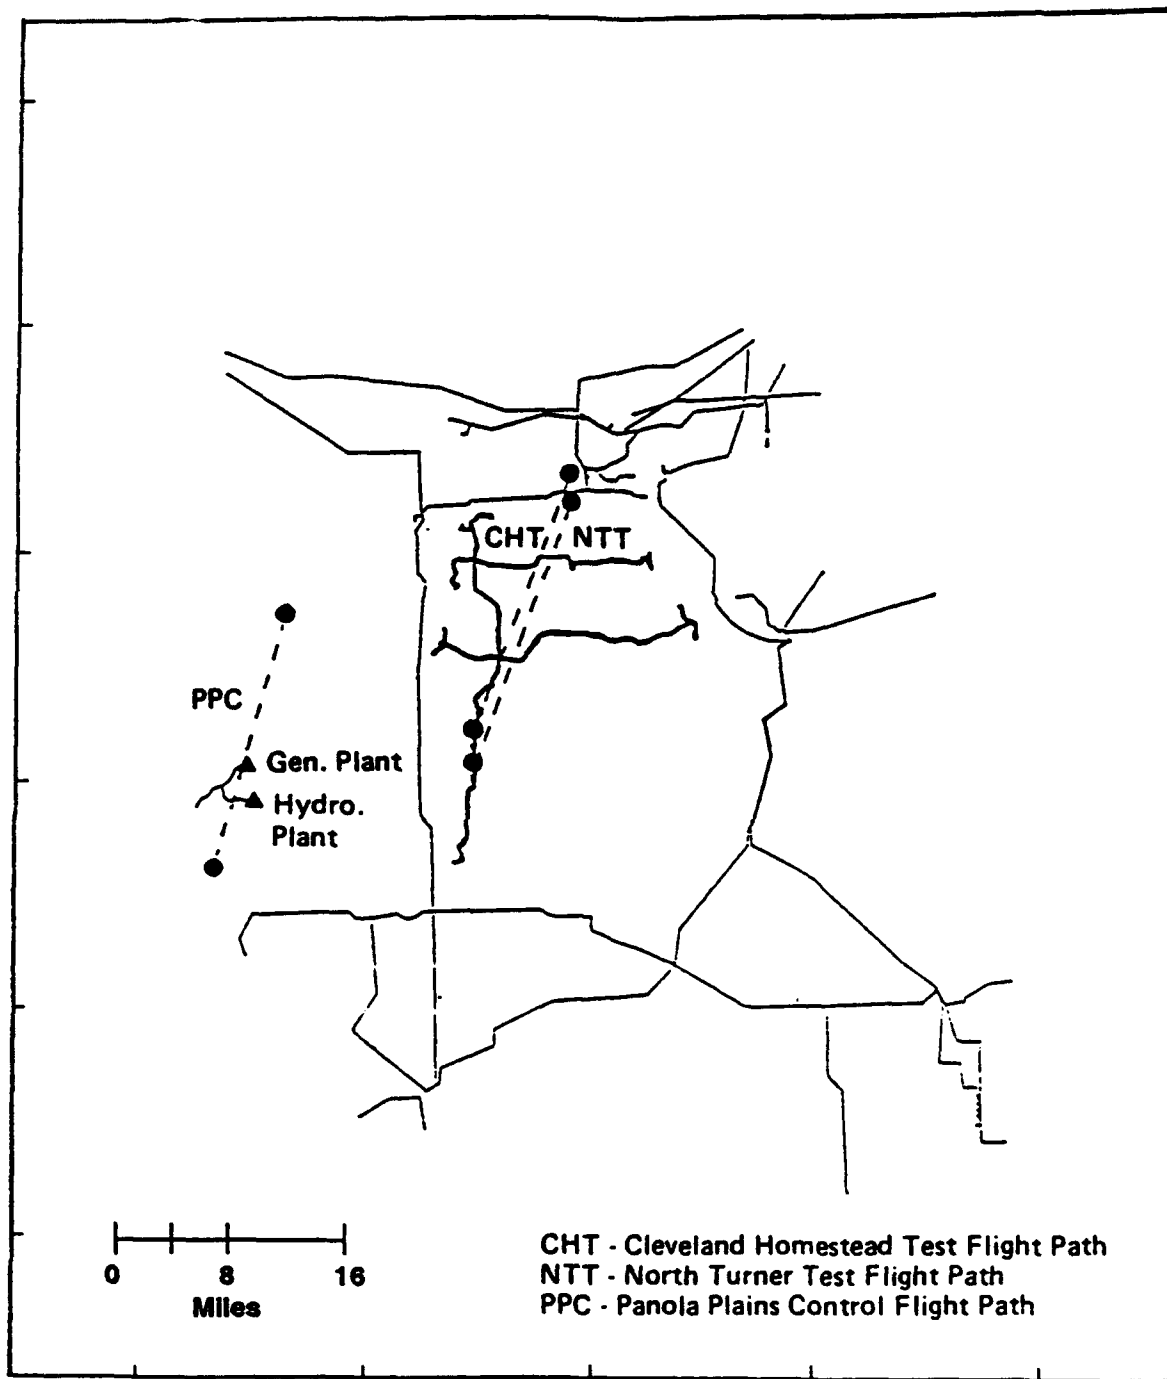 CHT
NTT
PPC
Gen. Plant
Hydro.
Plant
0 8 16
Miles
CHT - Cleveland Homestead Test Flight Path
NTT - North Turner Test Flight Path
PPC - Panola Plains Control Flight Path